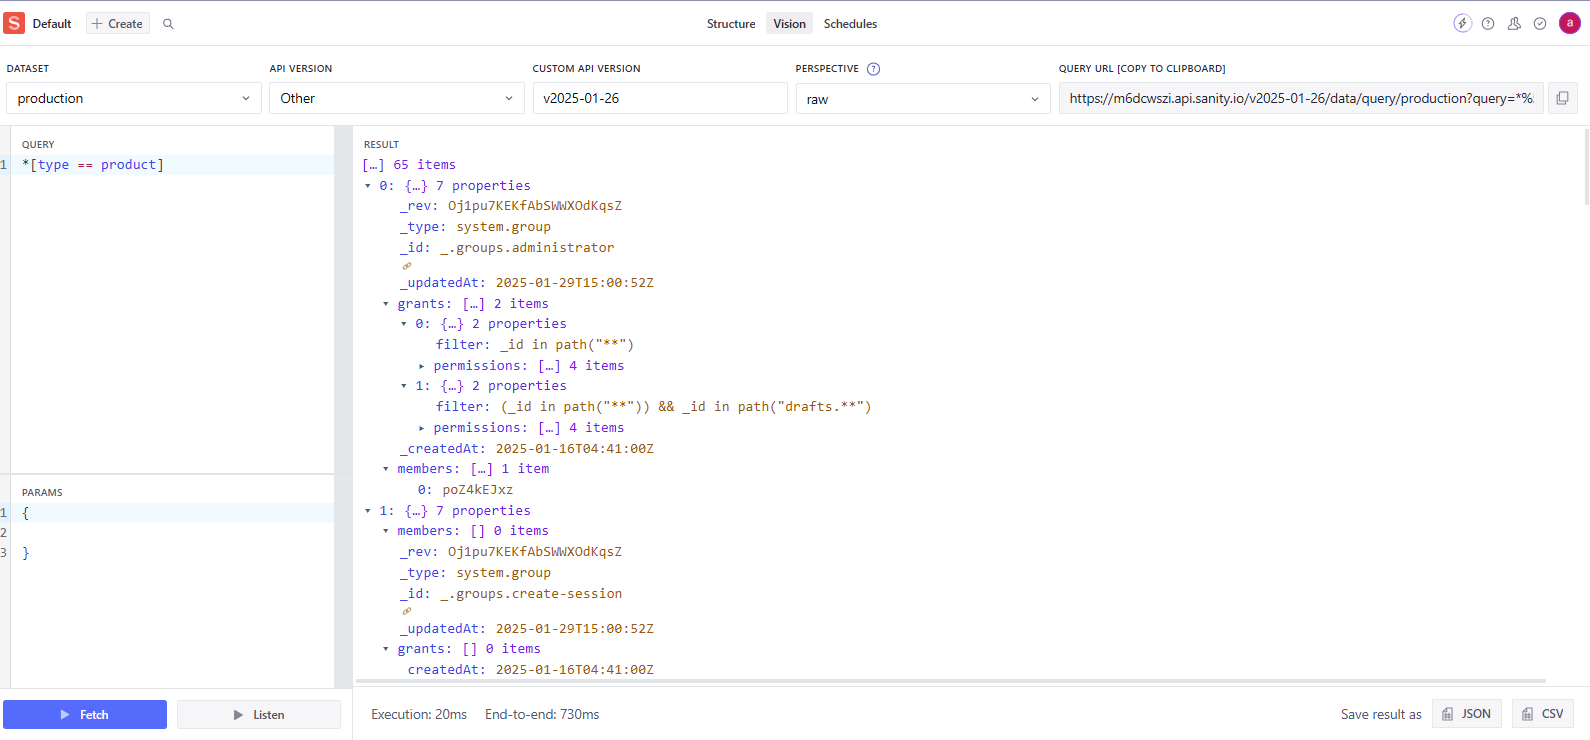 S Default + Create Structure Vision Schedules a
DATASET API VERSION CUSTOM API VERSION PERSPECTIVE ? QUERY URL [COPY TO CLIPBOARD]
production Other v2025-01-26 raw https://m6dcwszi.api.sanity.io/v2025-01-26/data/query/production?query=*%
QUERY
1 *[type == product]
PARAMS
1 {
2
3 }
Fetch Listen
RESULT
[…] 65 items
0: {…} 7 properties
_rev: Oj1pu7KEKfAbSWWXOdKqsZ
_type: system.group
_id: _.groups.administrator
_updatedAt: 2025-01-29T15:00:52Z
grants: […] 2 items
0: {…} 2 properties
filter: _id in path("**")
permissions: […] 4 items
1: {…} 2 properties
filter: (_id in path("**")) && _id in path("drafts.**")
permissions: […] 4 items
_createdAt: 2025-01-16T04:41:00Z
members: […] 1 item
0: poZ4kEJxz
1: {…} 7 properties
members: [] 0 items
_rev: Oj1pu7KEKfAbSWWXOdKqsZ
_type: system.group
_id: _.groups.create-session
_updatedAt: 2025-01-29T15:00:52Z
grants: [] 0 items
createdAt: 2025-01-16T04:41:00Z
Execution: 20ms End-to-end: 730ms Save result as JSON CSV